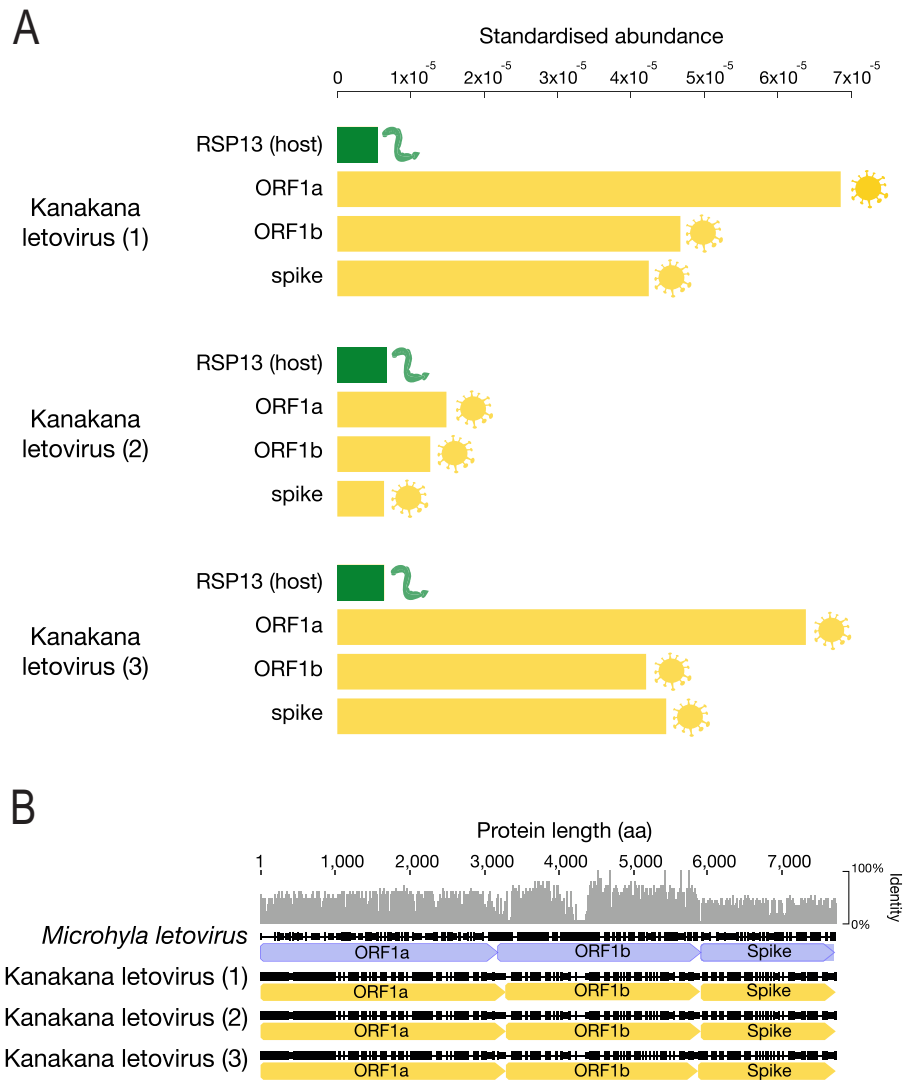 A
Standardised abundance
0 1x10-5 2x10-5 3x10-5 4x10-5 5x10-5 6x10-5 7x10-5
RSP13 (host)
ORF1a
Kanakana
letovirus (1)
ORF1b
spike
RSP13 (host)
ORF1a
Kanakana
letovirus (2)
ORF1b
spike
RSP13 (host)
ORF1a
Kanakana
letovirus (3)
ORF1b
spike
B
Protein length (aa)
1 1,000 2,000 3,000 4,000 5,000 6,000 7,000
100%
Identity
0%
Microhyla letovirus
ORF1a ORF1b Spike
Kanakana letovirus (1)
ORF1a ORF1b Spike
Kanakana letovirus (2)
ORF1a ORF1b Spike
Kanakana letovirus (3)
ORF1a ORF1b Spike